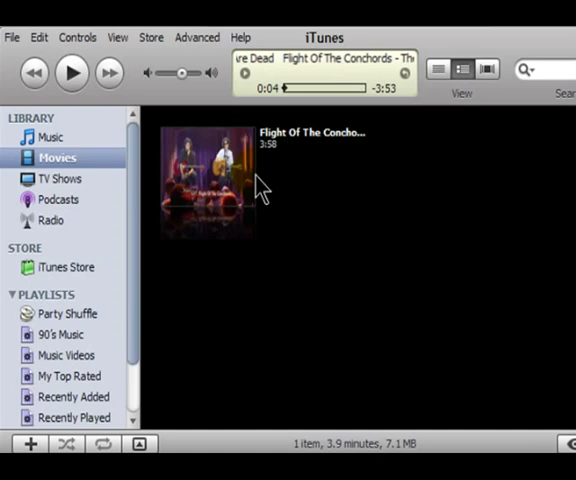 File Edit Controls View Store Advanced Help
iTunes
re Dead Flight Of The Conchords - The
0:04 -3:53
View
Sear
LIBRARY
Music
Movies
TV Shows
Podcasts
Radio
STORE
iTunes Store
PLAYLISTS
Party Shuffle
90's Music
Music Videos
My Top Rated
Recently Added
Recently Played
Flight Of The Concho...
3:58
1 item, 3.9 minutes, 7.1 MB